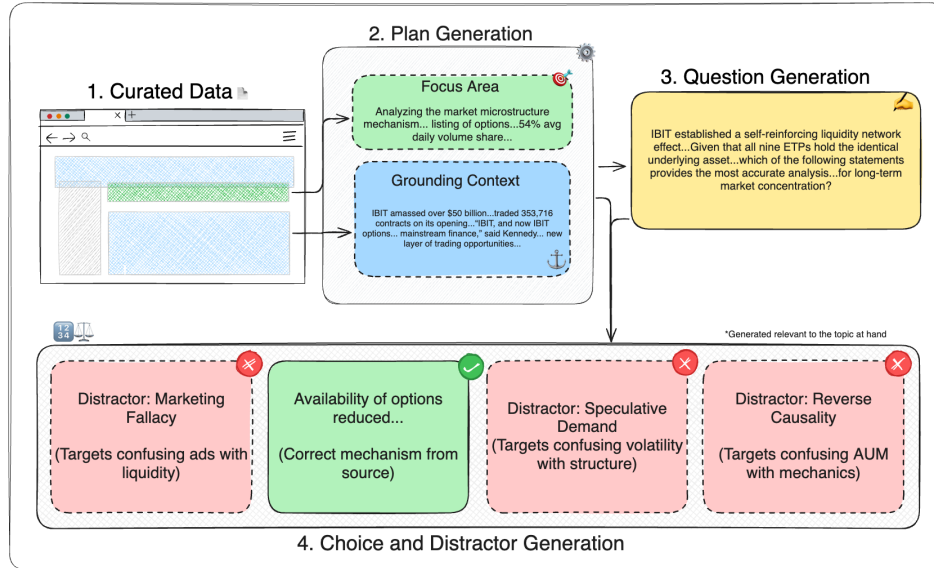 2. Plan Generation
1. Curated Data
3. Question Generation
Focus Area
Analyzing the market microstructure
mechanism... listing of options...54% avg
daily volume share...
Grounding Context
IBIT amassed over $50 billion...traded 353,716
contracts on its opening..."IBIT, and now IBIT
options... mainstream finance," said Kennedy... new
layer of trading opportunities...
IBIT established a self-reinforcing liquidity network
effect...Given that all nine ETPs hold the identical
underlying asset...which of the following statements
provides the most accurate analysis...for long-term
market concentration?
*Generated relevant to the topic at hand
Distractor: Marketing
Fallacy
(Targets confusing ads with
liquidity)
Availability of options
reduced...
(Correct mechanism from
source)
Distractor: Speculative
Demand
(Targets confusing volatility
with structure)
Distractor: Reverse
Causality
(Targets confusing AUM
with mechanics)
4. Choice and Distractor Generation